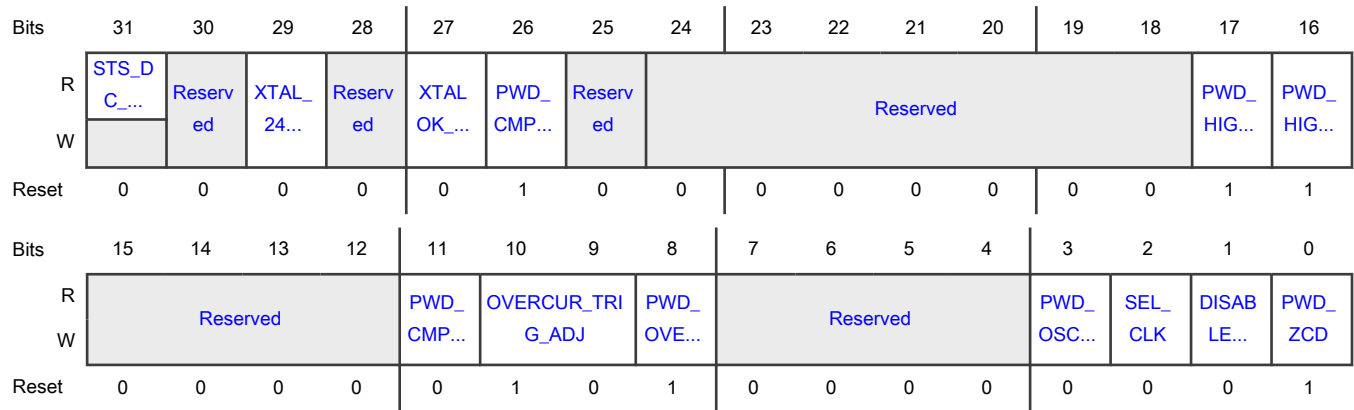 Bits 31 30 29 28 27 26 25 24 23 22 21 20 19 18 17 16
R STS_D Reserv XTAL_ Reserv XTAL PWD_ Reserv Reserved PWD_ PWD_
C_... ed 24... ed OK_... CMP... ed HIG... HIG...
W
Reset 0 0 0 0 0 1 0 0 0 0 0 0 0 0 1 1
Bits 15 14 13 12 11 10 9 8 7 6 5 4 3 2 1 0
R Reserved PWD_ OVERCUR_TRI PWD_ Reserved PWD_ SEL_ DISAB PWD_
W CMP... G_ADJ OVE... OSC... CLK LE... ZCD
Reset 0 0 0 0 0 1 0 1 0 0 0 0 0 0 0 1